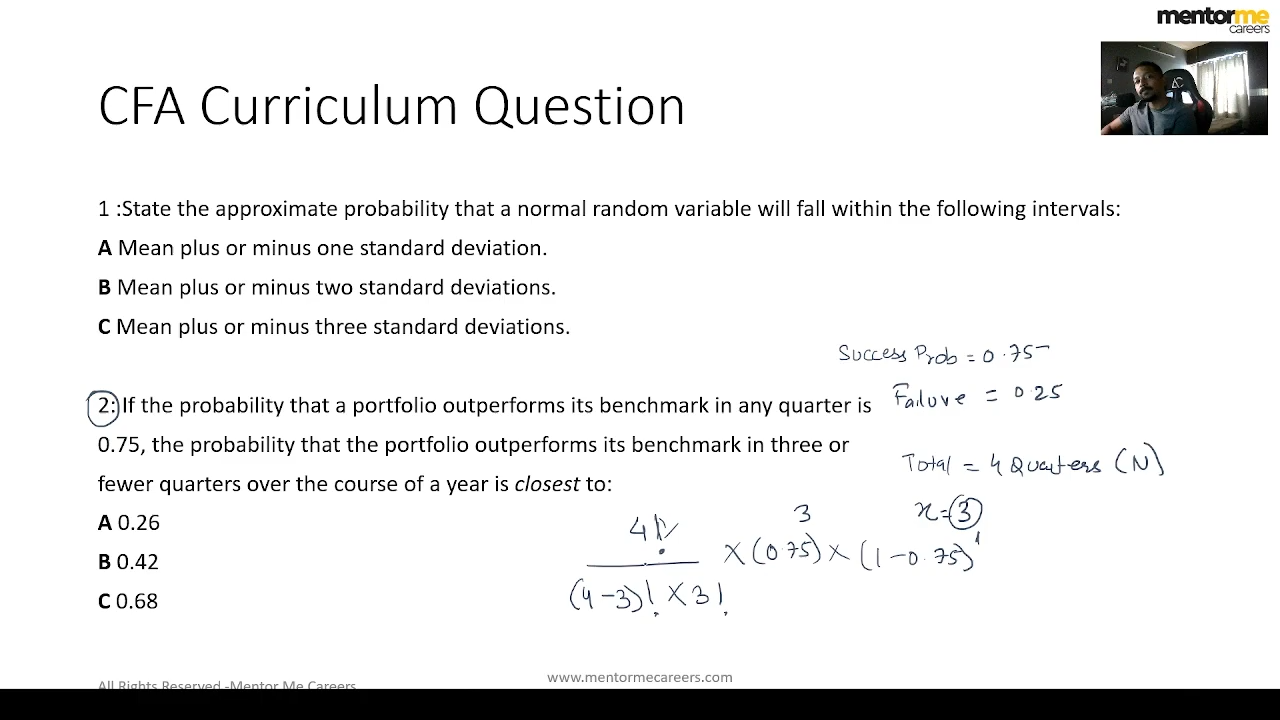 mentorme
careers
CFA Curriculum Question
1 :State the approximate probability that a normal random variable will fall within the following intervals:
A Mean plus or minus one standard deviation.
B Mean plus or minus two standard deviations.
C Mean plus or minus three standard deviations.
Success Prob = 0.75
2: If the probability that a portfolio outperforms its benchmark in any quarter is
Failure = 0.25
0.75, the probability that the portfolio outperforms its benchmark in three or
Total = 4 Quarters (N)
fewer quarters over the course of a year is closest to:
x=3
A 0.26
4! × (0.75)³ × (1-0.75)¹
B 0.42
(4-3)! × 3!
C 0.68
www.mentormecareers.com
All Rights Reserved -Mentor Me Careers